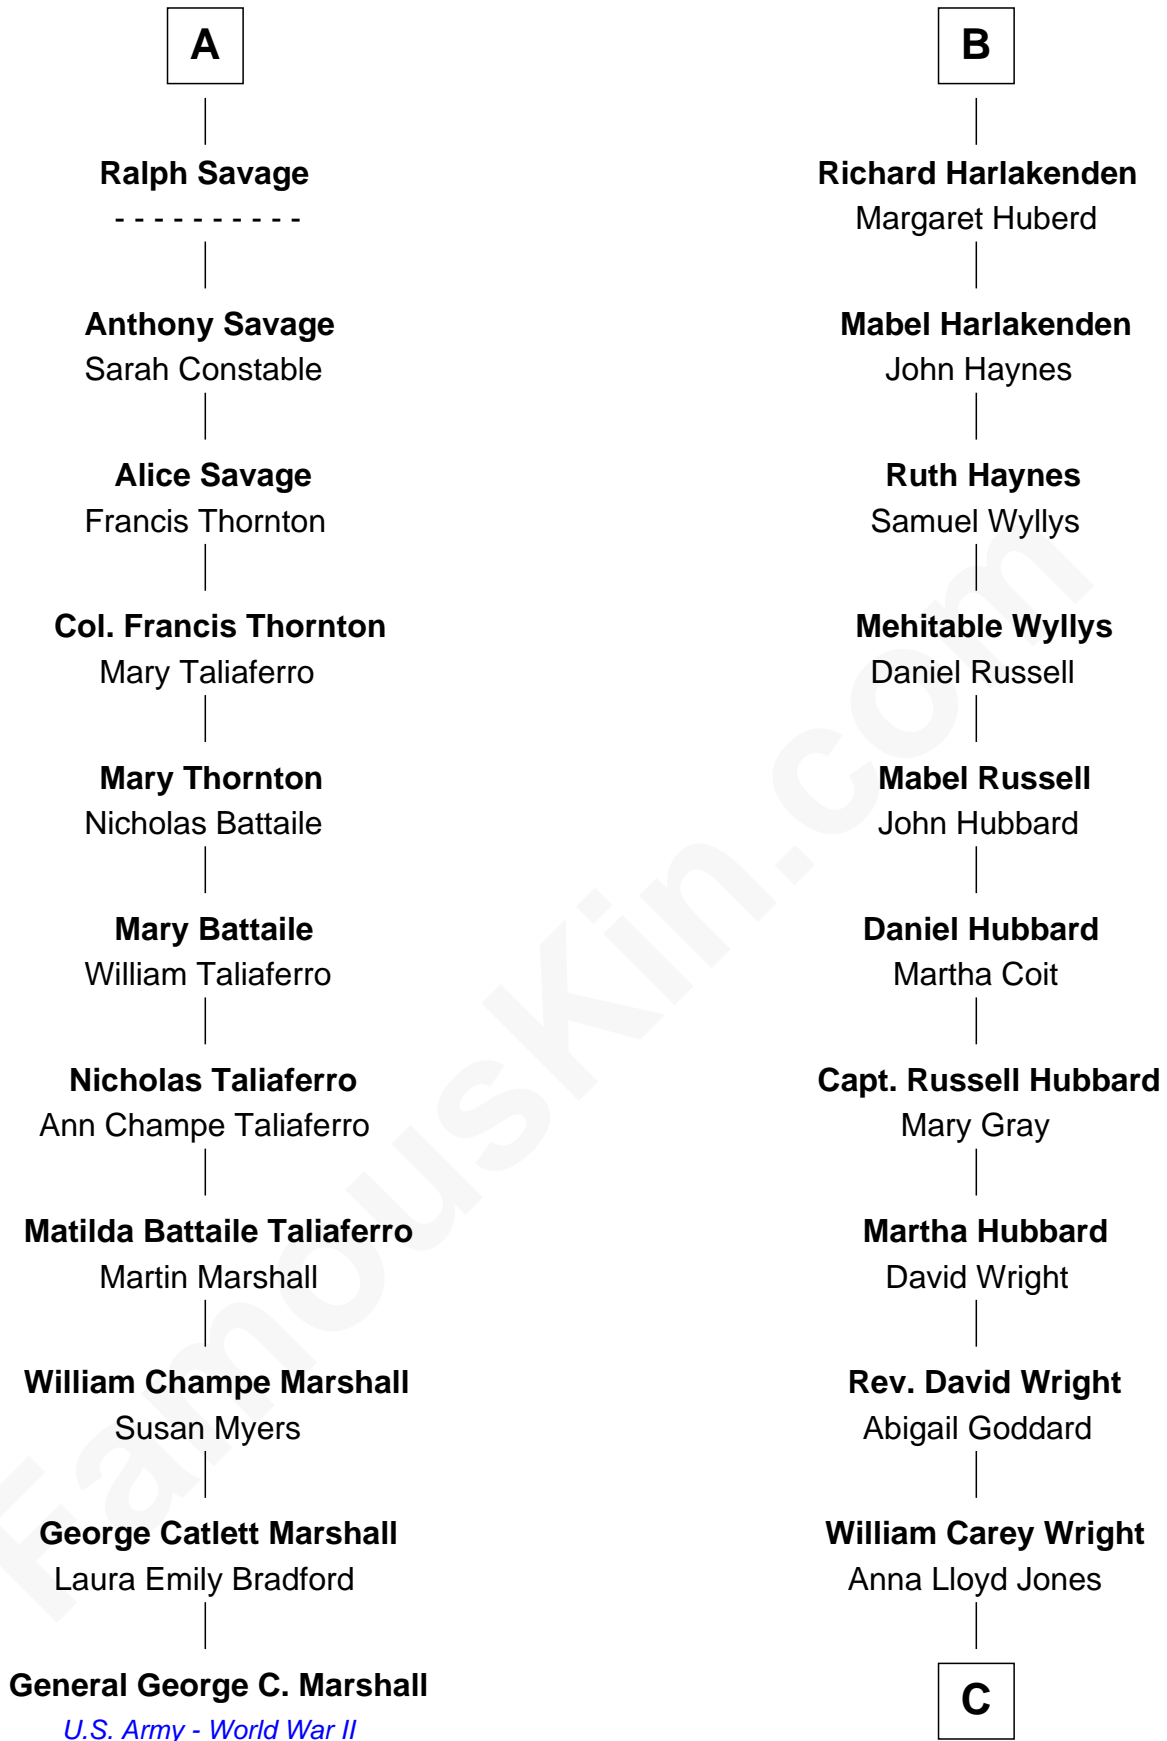 A
Ralph Savage
- - - - - - - - - -
Anthony Savage
Sarah Constable
Alice Savage
Francis Thornton
Col. Francis Thornton
Mary Taliaferro
Mary Thornton
Nicholas Battaile
Mary Battaile
William Taliaferro
Nicholas Taliaferro
Ann Champe Taliaferro
Matilda Battaile Taliaferro
Martin Marshall
William Champe Marshall
Susan Myers
George Catlett Marshall
Laura Emily Bradford
General George C. Marshall
U.S. Army - World War II
B
Richard Harlakenden
Margaret Huberd
Mabel Harlakenden
John Haynes
Ruth Haynes
Samuel Wyllys
Mehitable Wyllys
Daniel Russell
Mabel Russell
John Hubbard
Daniel Hubbard
Martha Coit
Capt. Russell Hubbard
Mary Gray
Martha Hubbard
David Wright
Rev. David Wright
Abigail Goddard
William Carey Wright
Anna Lloyd Jones
C
FamousKin.com